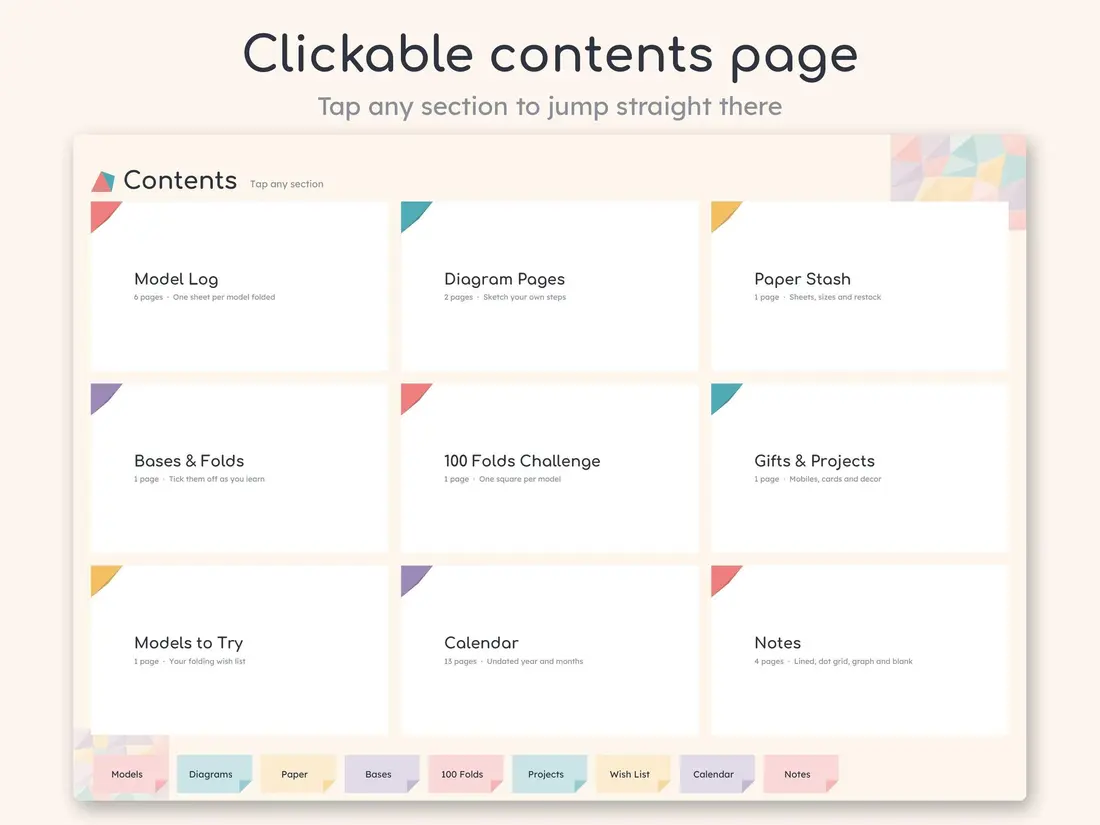 Clickable contents page
Tap any section to jump straight there
Contents Tap any section
Model Log
6 pages · One sheet per model folded
Diagram Pages
2 pages · Sketch your own steps
Paper Stash
1 page · Sheets, sizes and restock
Bases & Folds
1 page · Tick them off as you learn
100 Folds Challenge
1 page · One square per model
Gifts & Projects
1 page · Mobiles, cards and decor
Models to Try
1 page · Your folding wish list
Calendar
13 pages · Undated year and months
Notes
4 pages · Lined, dot grid, graph and blank
Models
Diagrams
Paper
Bases
100 Folds
Projects
Wish List
Calendar
Notes